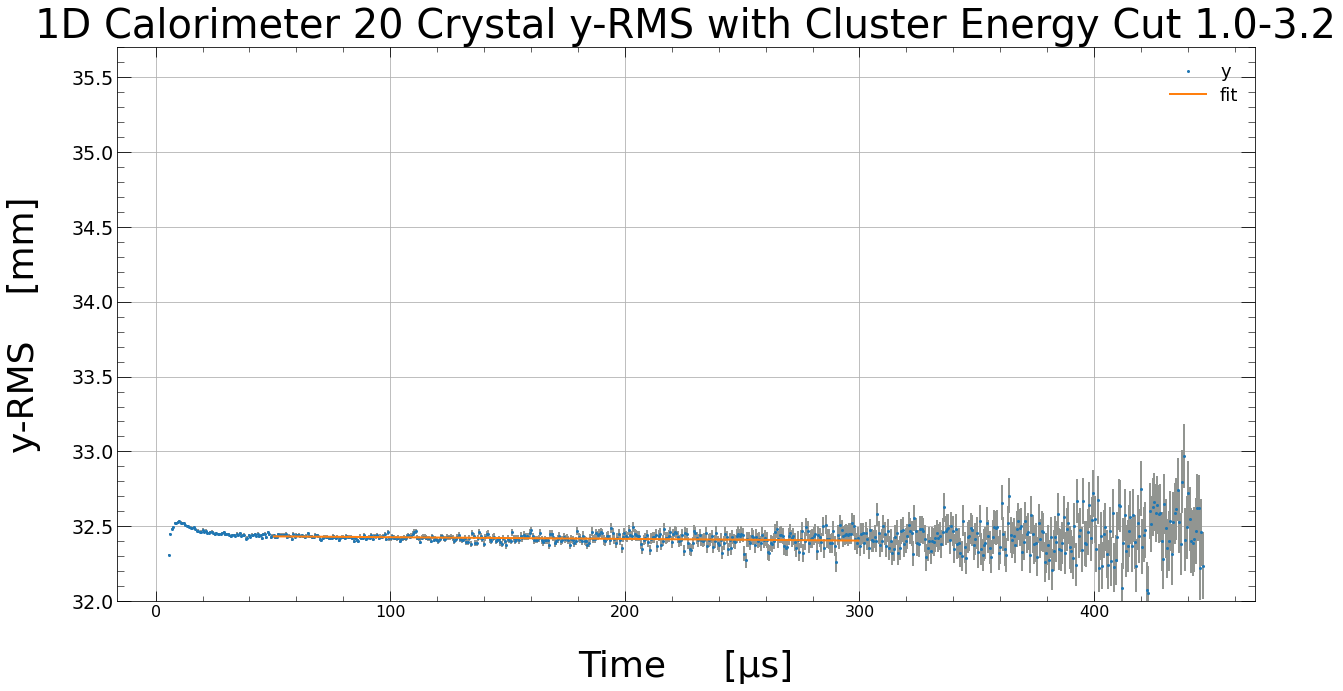 1D Calorimeter 20 Crystal y-RMS with Cluster Energy Cut 1.0-3.2
y
fit
35.5
35.0
34.5
34.0
33.5
33.0
32.5
32.0
y-RMS [mm]
0 100 200 300 400
Time [μs]